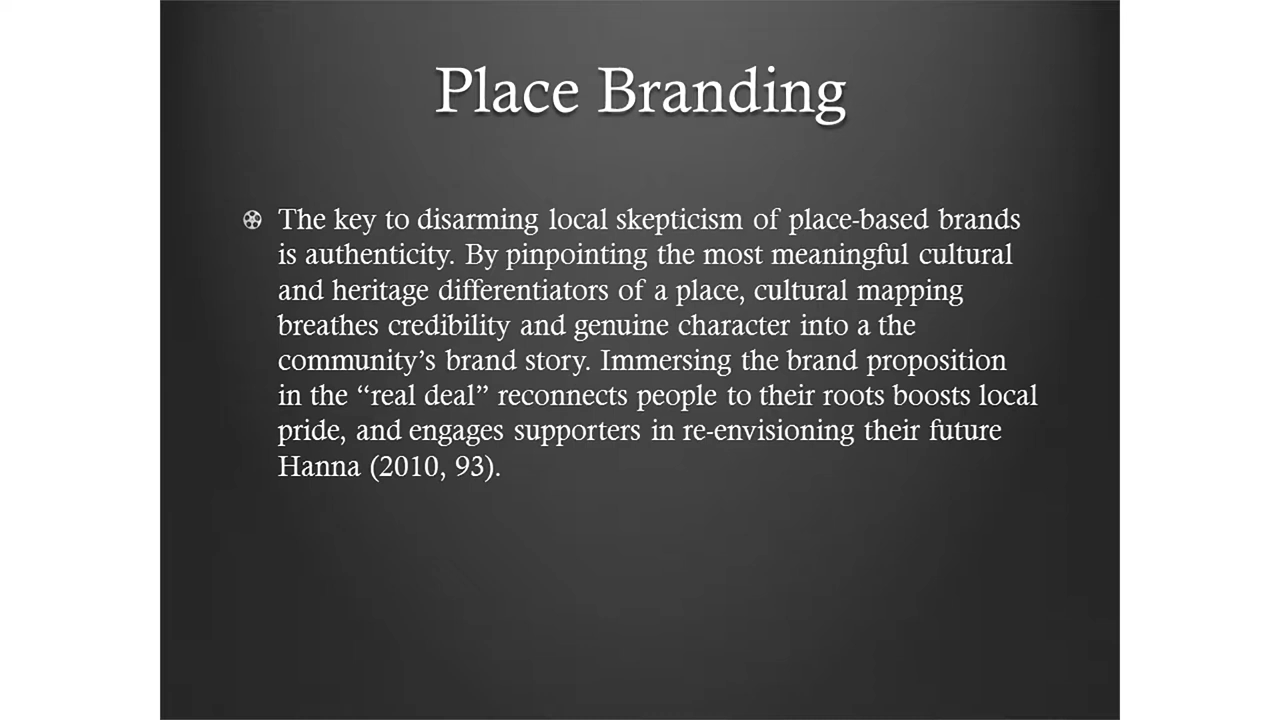 Place Branding
The key to disarming local skepticism of place-based brands
is authenticity. By pinpointing the most meaningful cultural
and heritage differentiators of a place, cultural mapping
breathes credibility and genuine character into a the
community’s brand story. Immersing the brand proposition
in the “real deal” reconnects people to their roots boosts local
pride, and engages supporters in re-envisioning their future
Hanna (2010, 93).